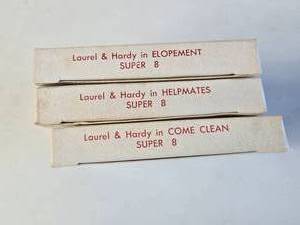 Laurel & Hardy in ELOPEMENT
SUPER 8
Laurel & Hardy in HELPMATES
SUPER 8
Laurel & Hardy in COME CLEAN
SUPER 8